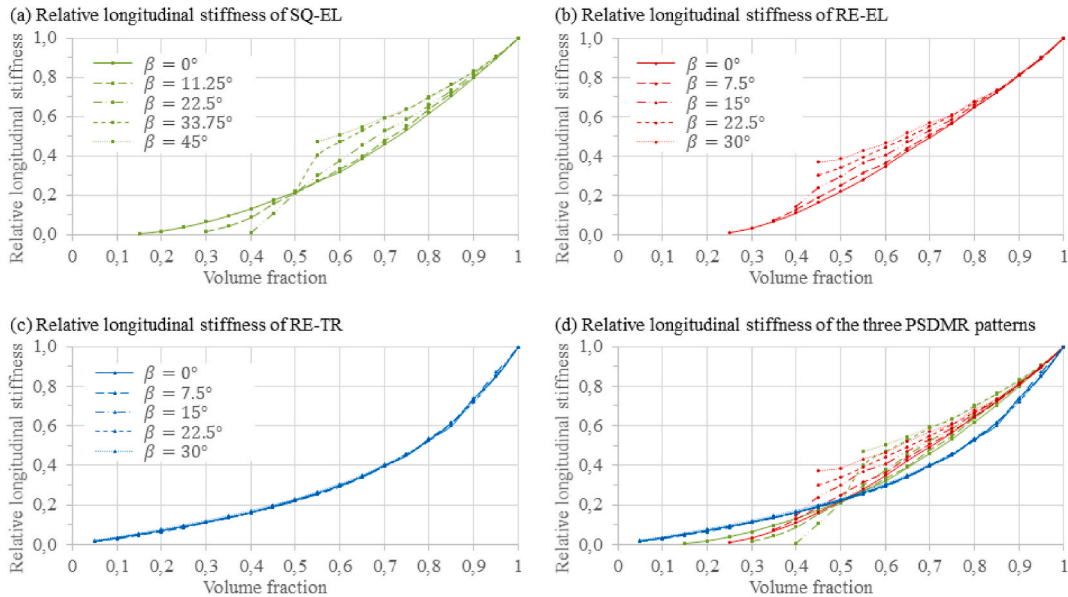 (a) Relative longitudinal stiffness of SQ-EL
Relative longitudinal stiffness
1,0
0,8
0,6
0,4
0,2
0,0
β = 0°
β = 11.25°
β = 22.5°
β = 33.75°
β = 45°
0 0,1 0,2 0,3 0,4 0,5 0,6 0,7 0,8 0,9 1
Volume fraction
(b) Relative longitudinal stiffness of RE-EL
Relative longitudinal stiffness
1,0
0,8
0,6
0,4
0,2
0,0
β = 0°
β = 7.5°
β = 15°
β = 22.5°
β = 30°
0 0,1 0,2 0,3 0,4 0,5 0,6 0,7 0,8 0,9 1
Volume fraction
(c) Relative longitudinal stiffness of RE-TR
Relative longitudinal stiffness
1,0
0,8
0,6
0,4
0,2
0,0
β = 0°
β = 7.5°
β = 15°
β = 22.5°
β = 30°
0 0,1 0,2 0,3 0,4 0,5 0,6 0,7 0,8 0,9 1
Volume fraction
(d) Relative longitudinal stiffness of the three PSDMR patterns
Relative longitudinal stiffness
1,0
0,8
0,6
0,4
0,2
0,0
0 0,1 0,2 0,3 0,4 0,5 0,6 0,7 0,8 0,9 1
Volume fraction